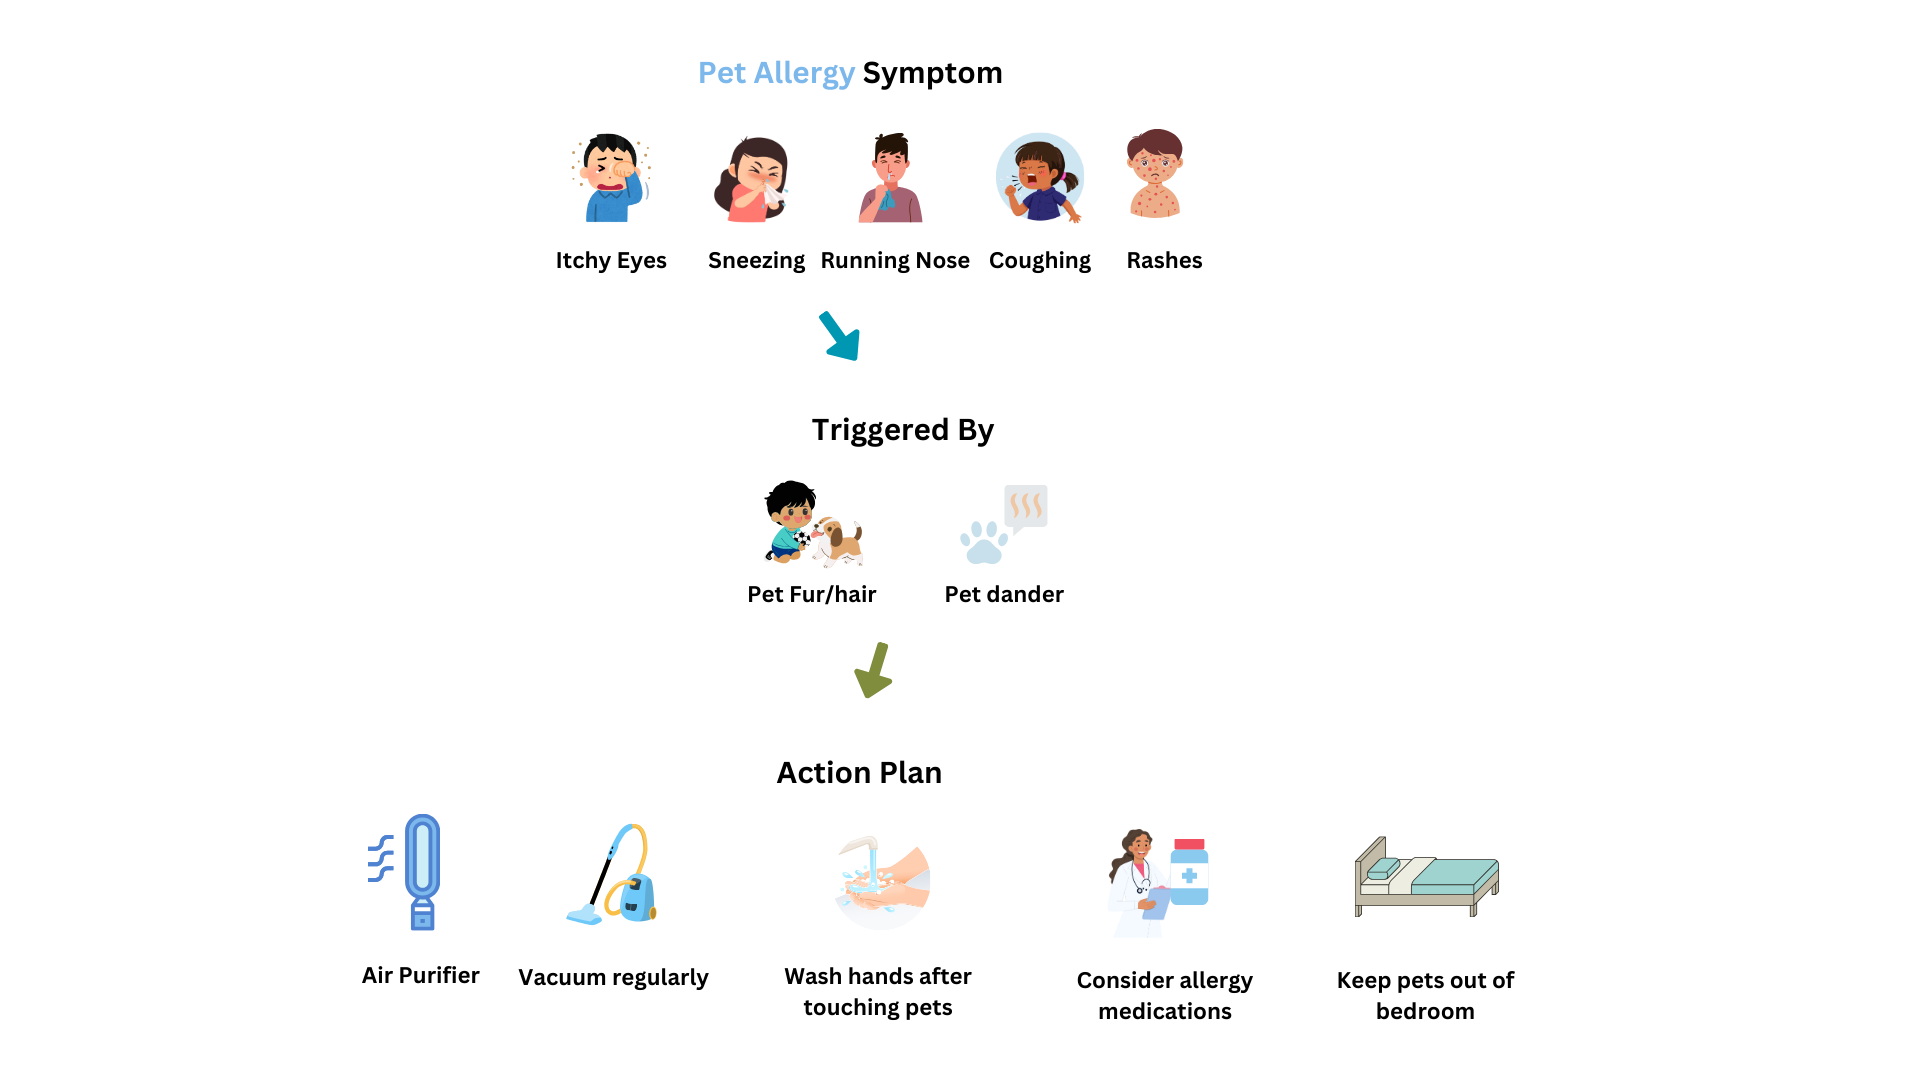 Pet Allergy Symptom
Itchy Eyes
Sneezing
Running Nose
Coughing
Rashes
Triggered By
Pet Fur/hair
Pet dander
Action Plan
Air Purifier
Vacuum regularly
Wash hands after
touching pets
Consider allergy
medications
Keep pets out of
bedroom